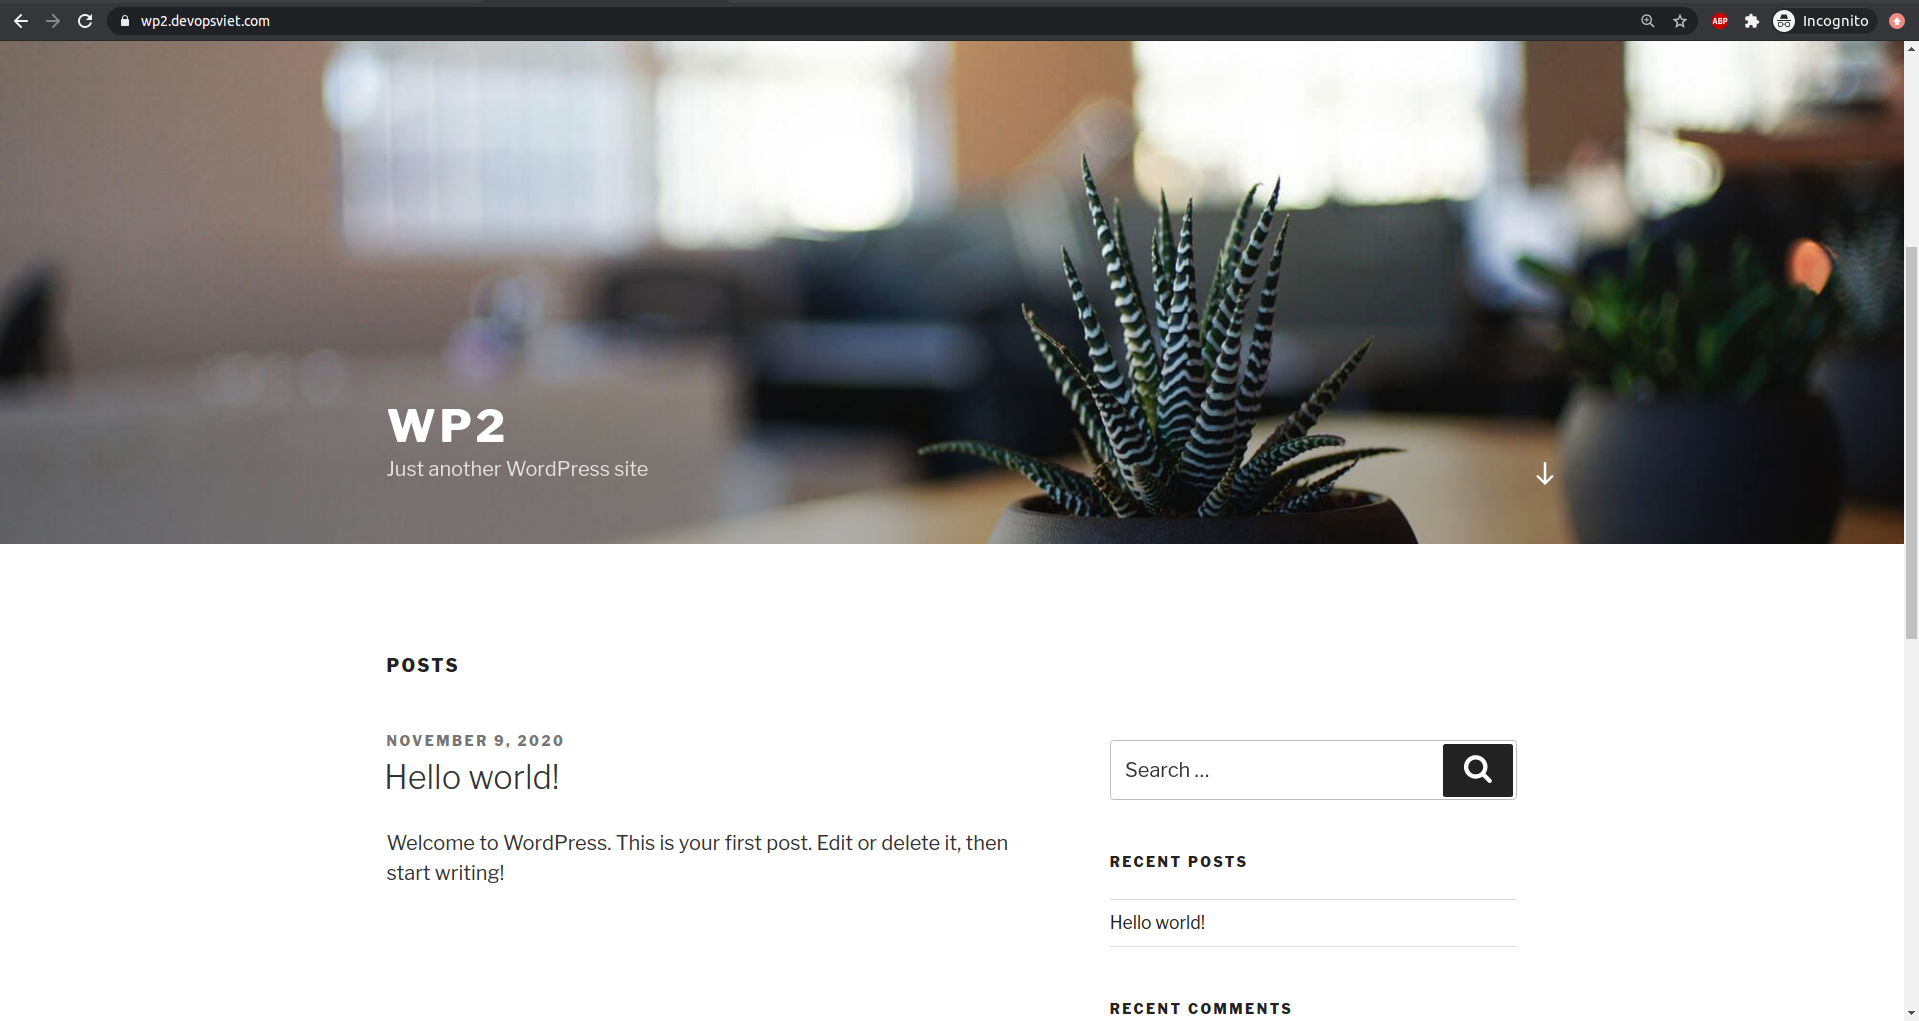 wp2.devopsviet.com
ABP
Incognito
WP2
Just another WordPress site
POSTS
NOVEMBER 9, 2020
Hello world!
Welcome to WordPress. This is your first post. Edit or delete it, then
start writing!
Search …
RECENT POSTS
Hello world!
RECENT COMMENTS